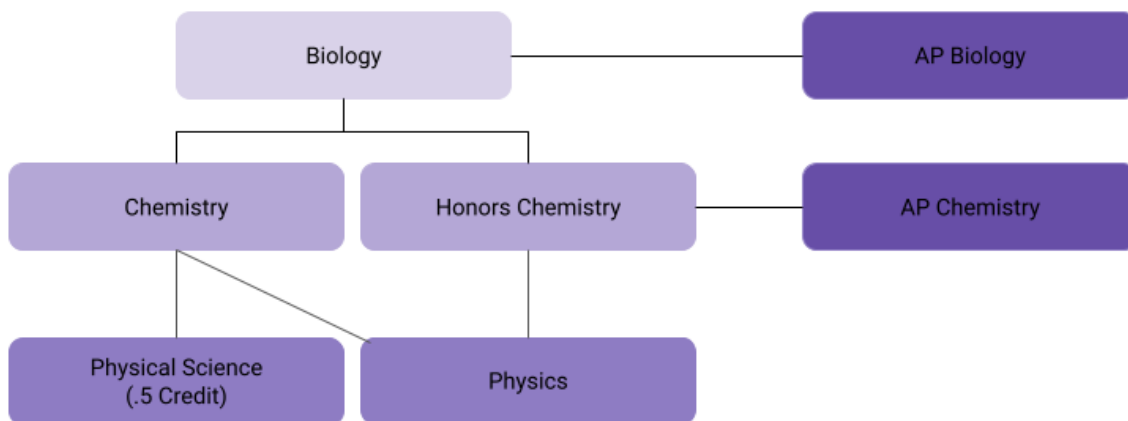 Biology
AP Biology
Chemistry
Honors Chemistry
AP Chemistry
Physical Science
(.5 Credit)
Physics